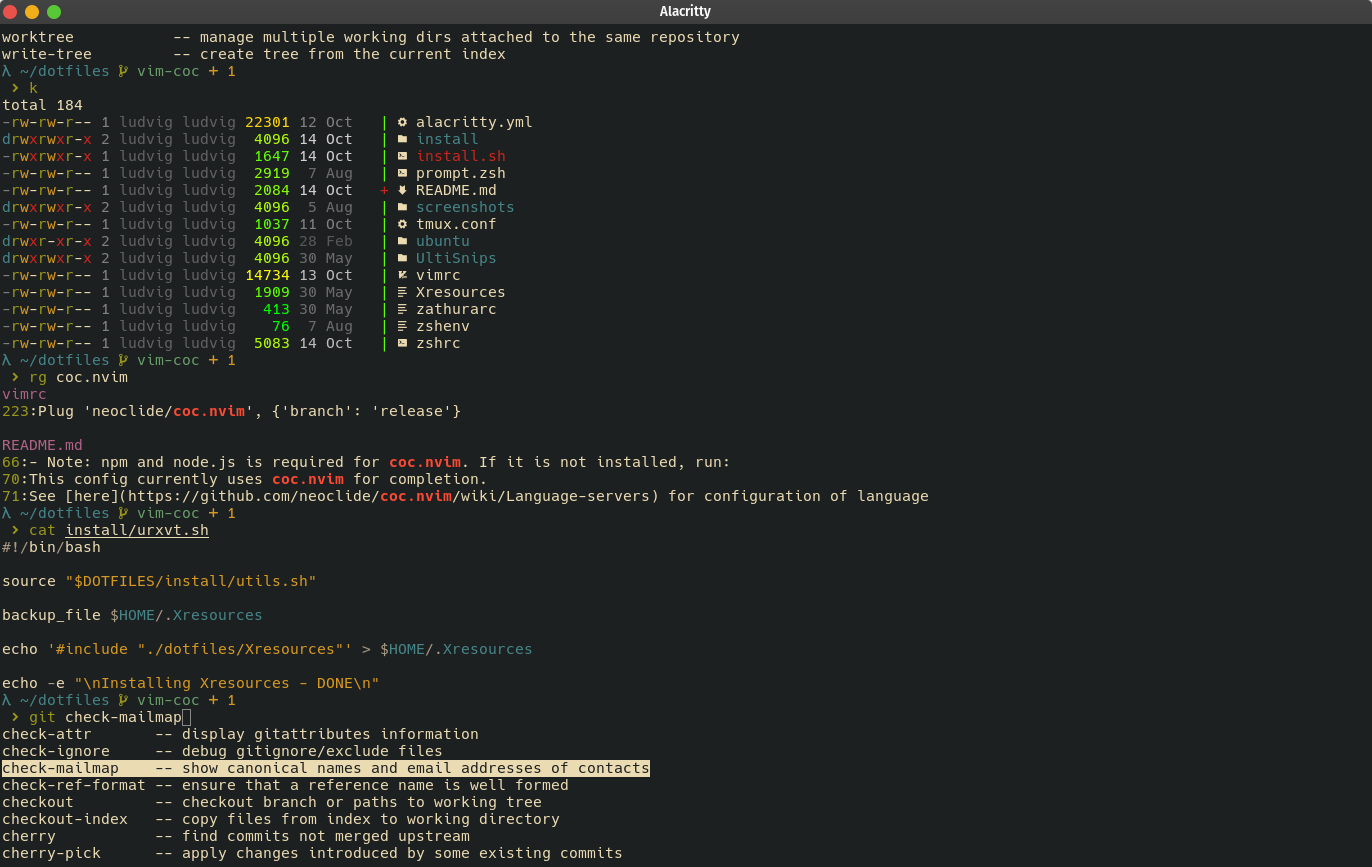 Alacritty
worktree           -- manage multiple working dirs attached to the same repository
write-tree         -- create tree from the current index
λ ~/dotfiles vim-coc + 1
 › k
total 184
-rw-rw-r-- 1 ludvig ludvig 22301 12 Oct   | alacritty.yml
drwxrwxr-x 2 ludvig ludvig  4096 14 Oct   | install
-rwxrwxr-x 1 ludvig ludvig  1647 14 Oct   | install.sh
-rw-rw-r-- 1 ludvig ludvig  2919  7 Aug   | prompt.zsh
-rw-rw-r-- 1 ludvig ludvig  2084 14 Oct   + README.md
drwxrwxr-x 2 ludvig ludvig  4096  5 Aug   | screenshots
-rw-rw-r-- 1 ludvig ludvig  1037 11 Oct   | tmux.conf
drwxr-xr-x 2 ludvig ludvig  4096 28 Feb   | ubuntu
drwxrwxr-x 2 ludvig ludvig  4096 30 May   | UltiSnips
-rw-rw-r-- 1 ludvig ludvig 14734 13 Oct   | vimrc
-rw-rw-r-- 1 ludvig ludvig  1909 30 May   | Xresources
-rw-rw-r-- 1 ludvig ludvig   413 30 May   | zathurarc
-rw-rw-r-- 1 ludvig ludvig    76  7 Aug   | zshenv
-rw-rw-r-- 1 ludvig ludvig  5083 14 Oct   | zshrc
λ ~/dotfiles vim-coc + 1
 › rg coc.nvim
vimrc
223:Plug 'neoclide/coc.nvim', {'branch': 'release'}
README.md
66:- Note: npm and node.js is required for coc.nvim. If it is not installed, run:
70:This config currently uses coc.nvim for completion.
71:See [here](https://github.com/neoclide/coc.nvim/wiki/Language-servers) for configuration of language
λ ~/dotfiles vim-coc + 1
 › cat install/urxvt.sh
#!/bin/bash
source "$DOTFILES/install/utils.sh"
backup_file $HOME/.Xresources
echo '#include "./dotfiles/Xresources"' > $HOME/.Xresources
echo -e "\nInstalling Xresources - DONE\n"
λ ~/dotfiles vim-coc + 1
 › git check-mailmap
check-attr       -- display gitattributes information
check-ignore     -- debug gitignore/exclude files
check-mailmap    -- show canonical names and email addresses of contacts
check-ref-format -- ensure that a reference name is well formed
checkout         -- checkout branch or paths to working tree
checkout-index   -- copy files from index to working directory
cherry           -- find commits not merged upstream
cherry-pick      -- apply changes introduced by some existing commits